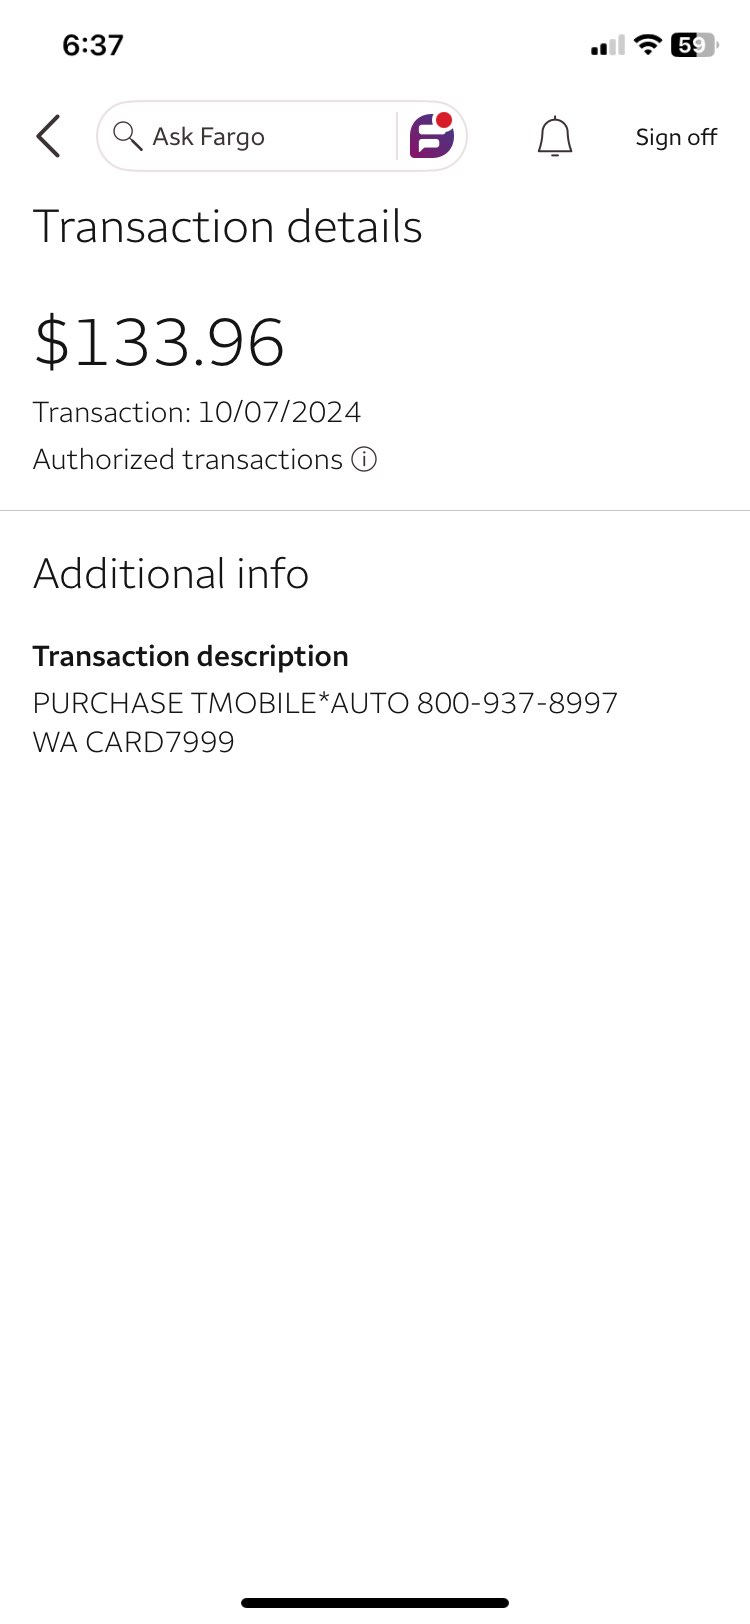 6:37
59
Ask Fargo
Sign off
Transaction details
$133.96
Transaction: 10/07/2024
Authorized transactions
Additional info
Transaction description
PURCHASE TMOBILE*AUTO 800-937-8997
WA CARD7999